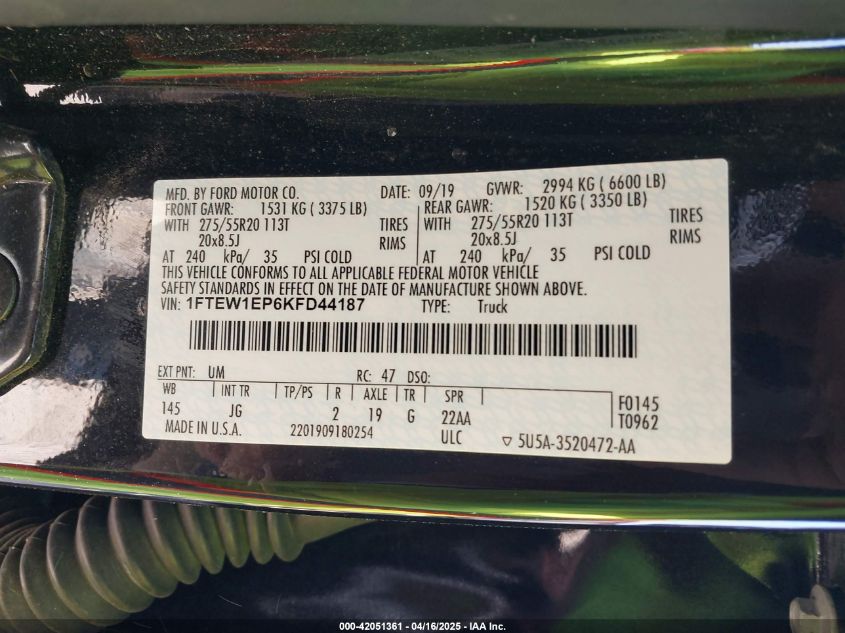 MFD. BY FORD MOTOR CO. DATE: 09/19 GVWR: 2994 KG ( 6600 LB)
FRONT GAWR: 1531 KG ( 3375 LB) REAR GAWR: 1520 KG ( 3350 LB)
WITH 275/55R20 113T TIRES WITH 275/55R20 113T TIRES
20x8.5J RIMS 20x8.5J RIMS
AT 240 kPa/ 35 PSI COLD AT 240 kPa/ 35 PSI COLD
THIS VEHICLE CONFORMS TO ALL APPLICABLE FEDERAL MOTOR VEHICLE
SAFETY STANDARDS IN EFFECT ON THE DATE OF MANUFACTURE SHOWN ABOVE.
VIN: 1FTEW1EP6KFD44187 TYPE: Truck
EXT PNT: UM RC: 47 DSO:
WB INT TR TP/PS R AXLE TR SPR F0145
145 JG 2 19 G 22AA T0962
MADE IN U.S.A. 2201909180254 ULC ▽ 5U5A-3520472-AA
000-42051361 - 04/16/2025 - IAA Inc.